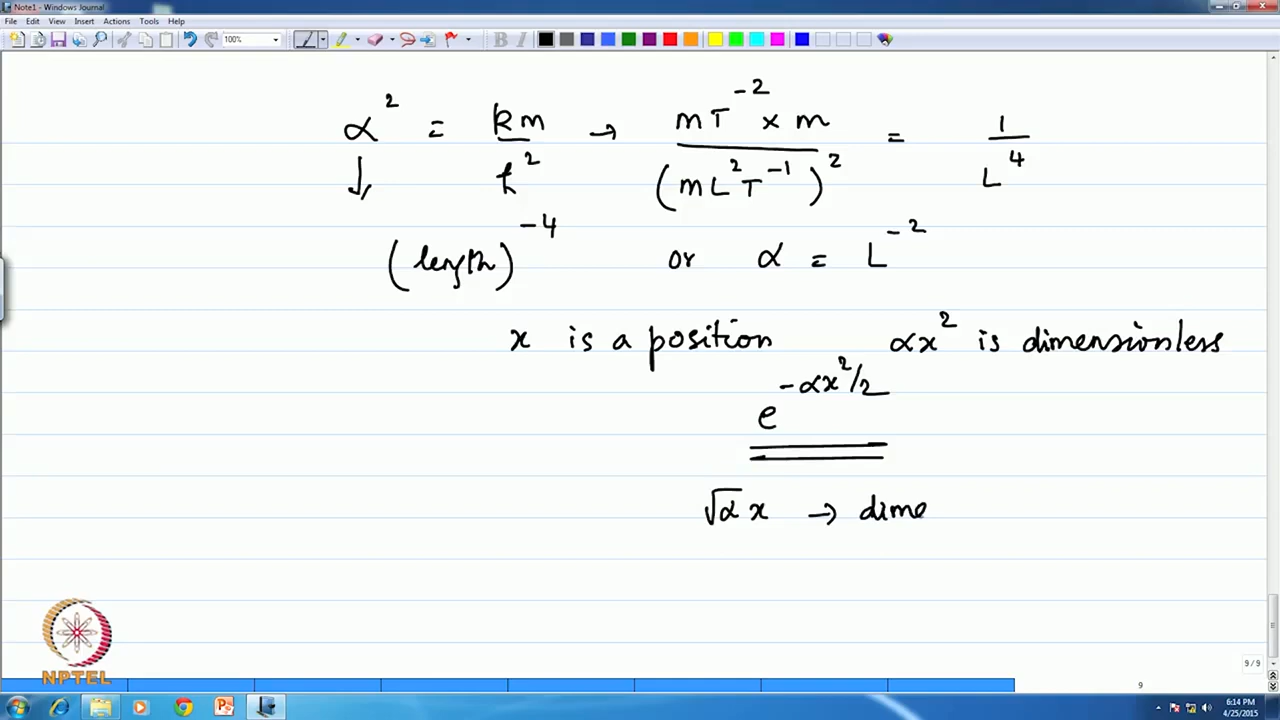 Note1 - Windows Journal
File Edit View Insert Actions Tools Help
100%
B I
α² = km/ħ² → mT⁻² × m/(mL²T⁻¹)² = 1/L⁴
↓
(length)⁻⁴ or α = L⁻²
x is a position αx² is dimensionless
e^(-αx²/2)
√α x → dime
NPTEL
9/9
9
6:14 PM
4/25/2015